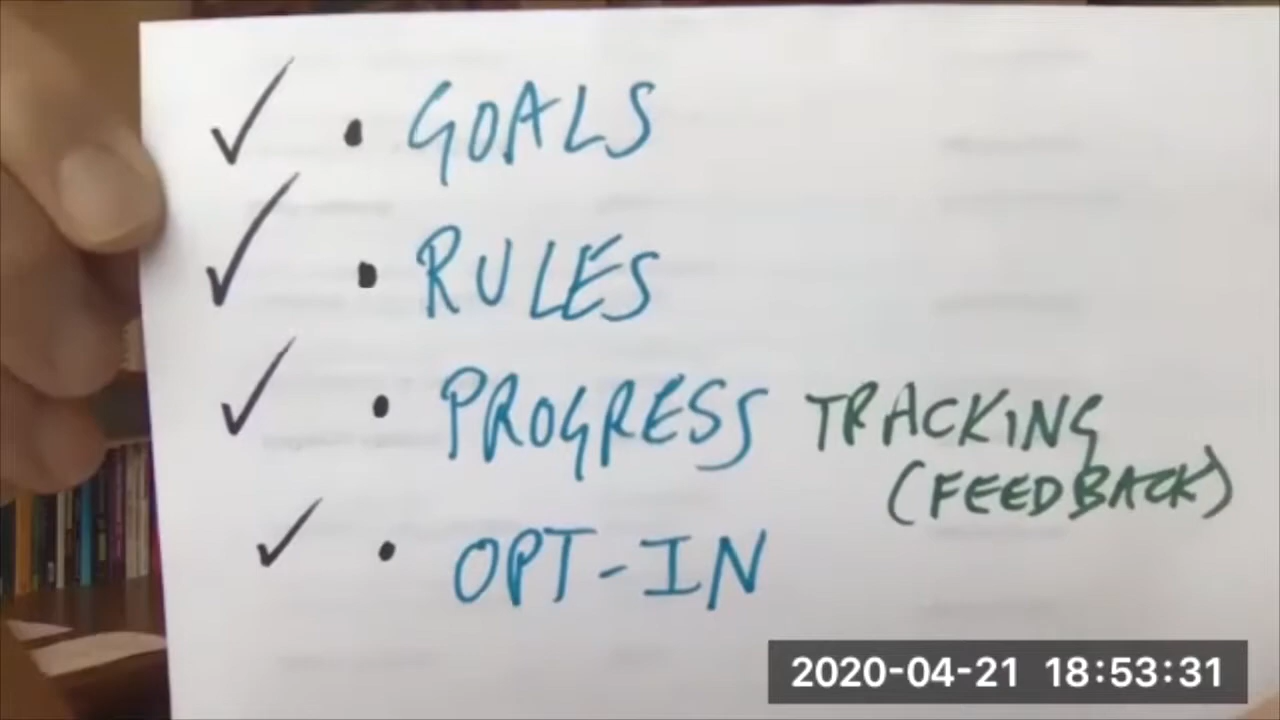 ✓ • GOALS
✓ • RULES
✓ • PROGRESS TRACKING
(FEEDBACK)
✓ • OPT-IN
2020-04-21 18:53:31